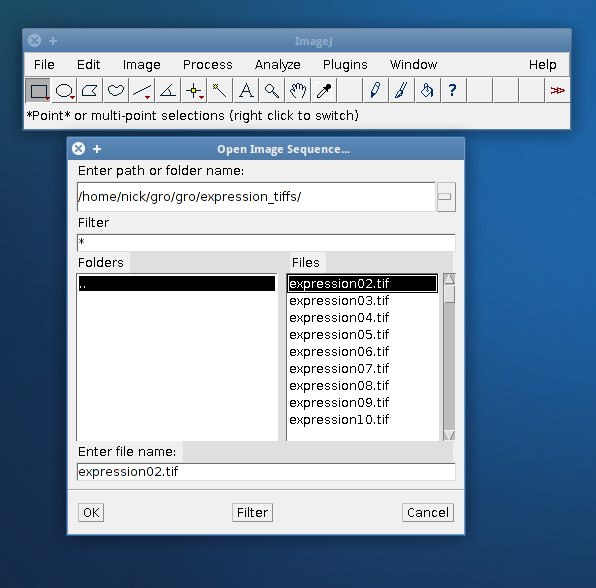 ImageJ
File Edit Image Process Analyze Plugins Window Help
A ?
*Point* or multi-point selections (right click to switch)
Open Image Sequence...
Enter path or folder name:
/home/nick/gro/gro/expression_tiffs/
Filter
*
Folders
..
Files
expression02.tif
expression03.tif
expression04.tif
expression05.tif
expression06.tif
expression07.tif
expression08.tif
expression09.tif
expression10.tif
Enter file name:
expression02.tif
OK Filter Cancel